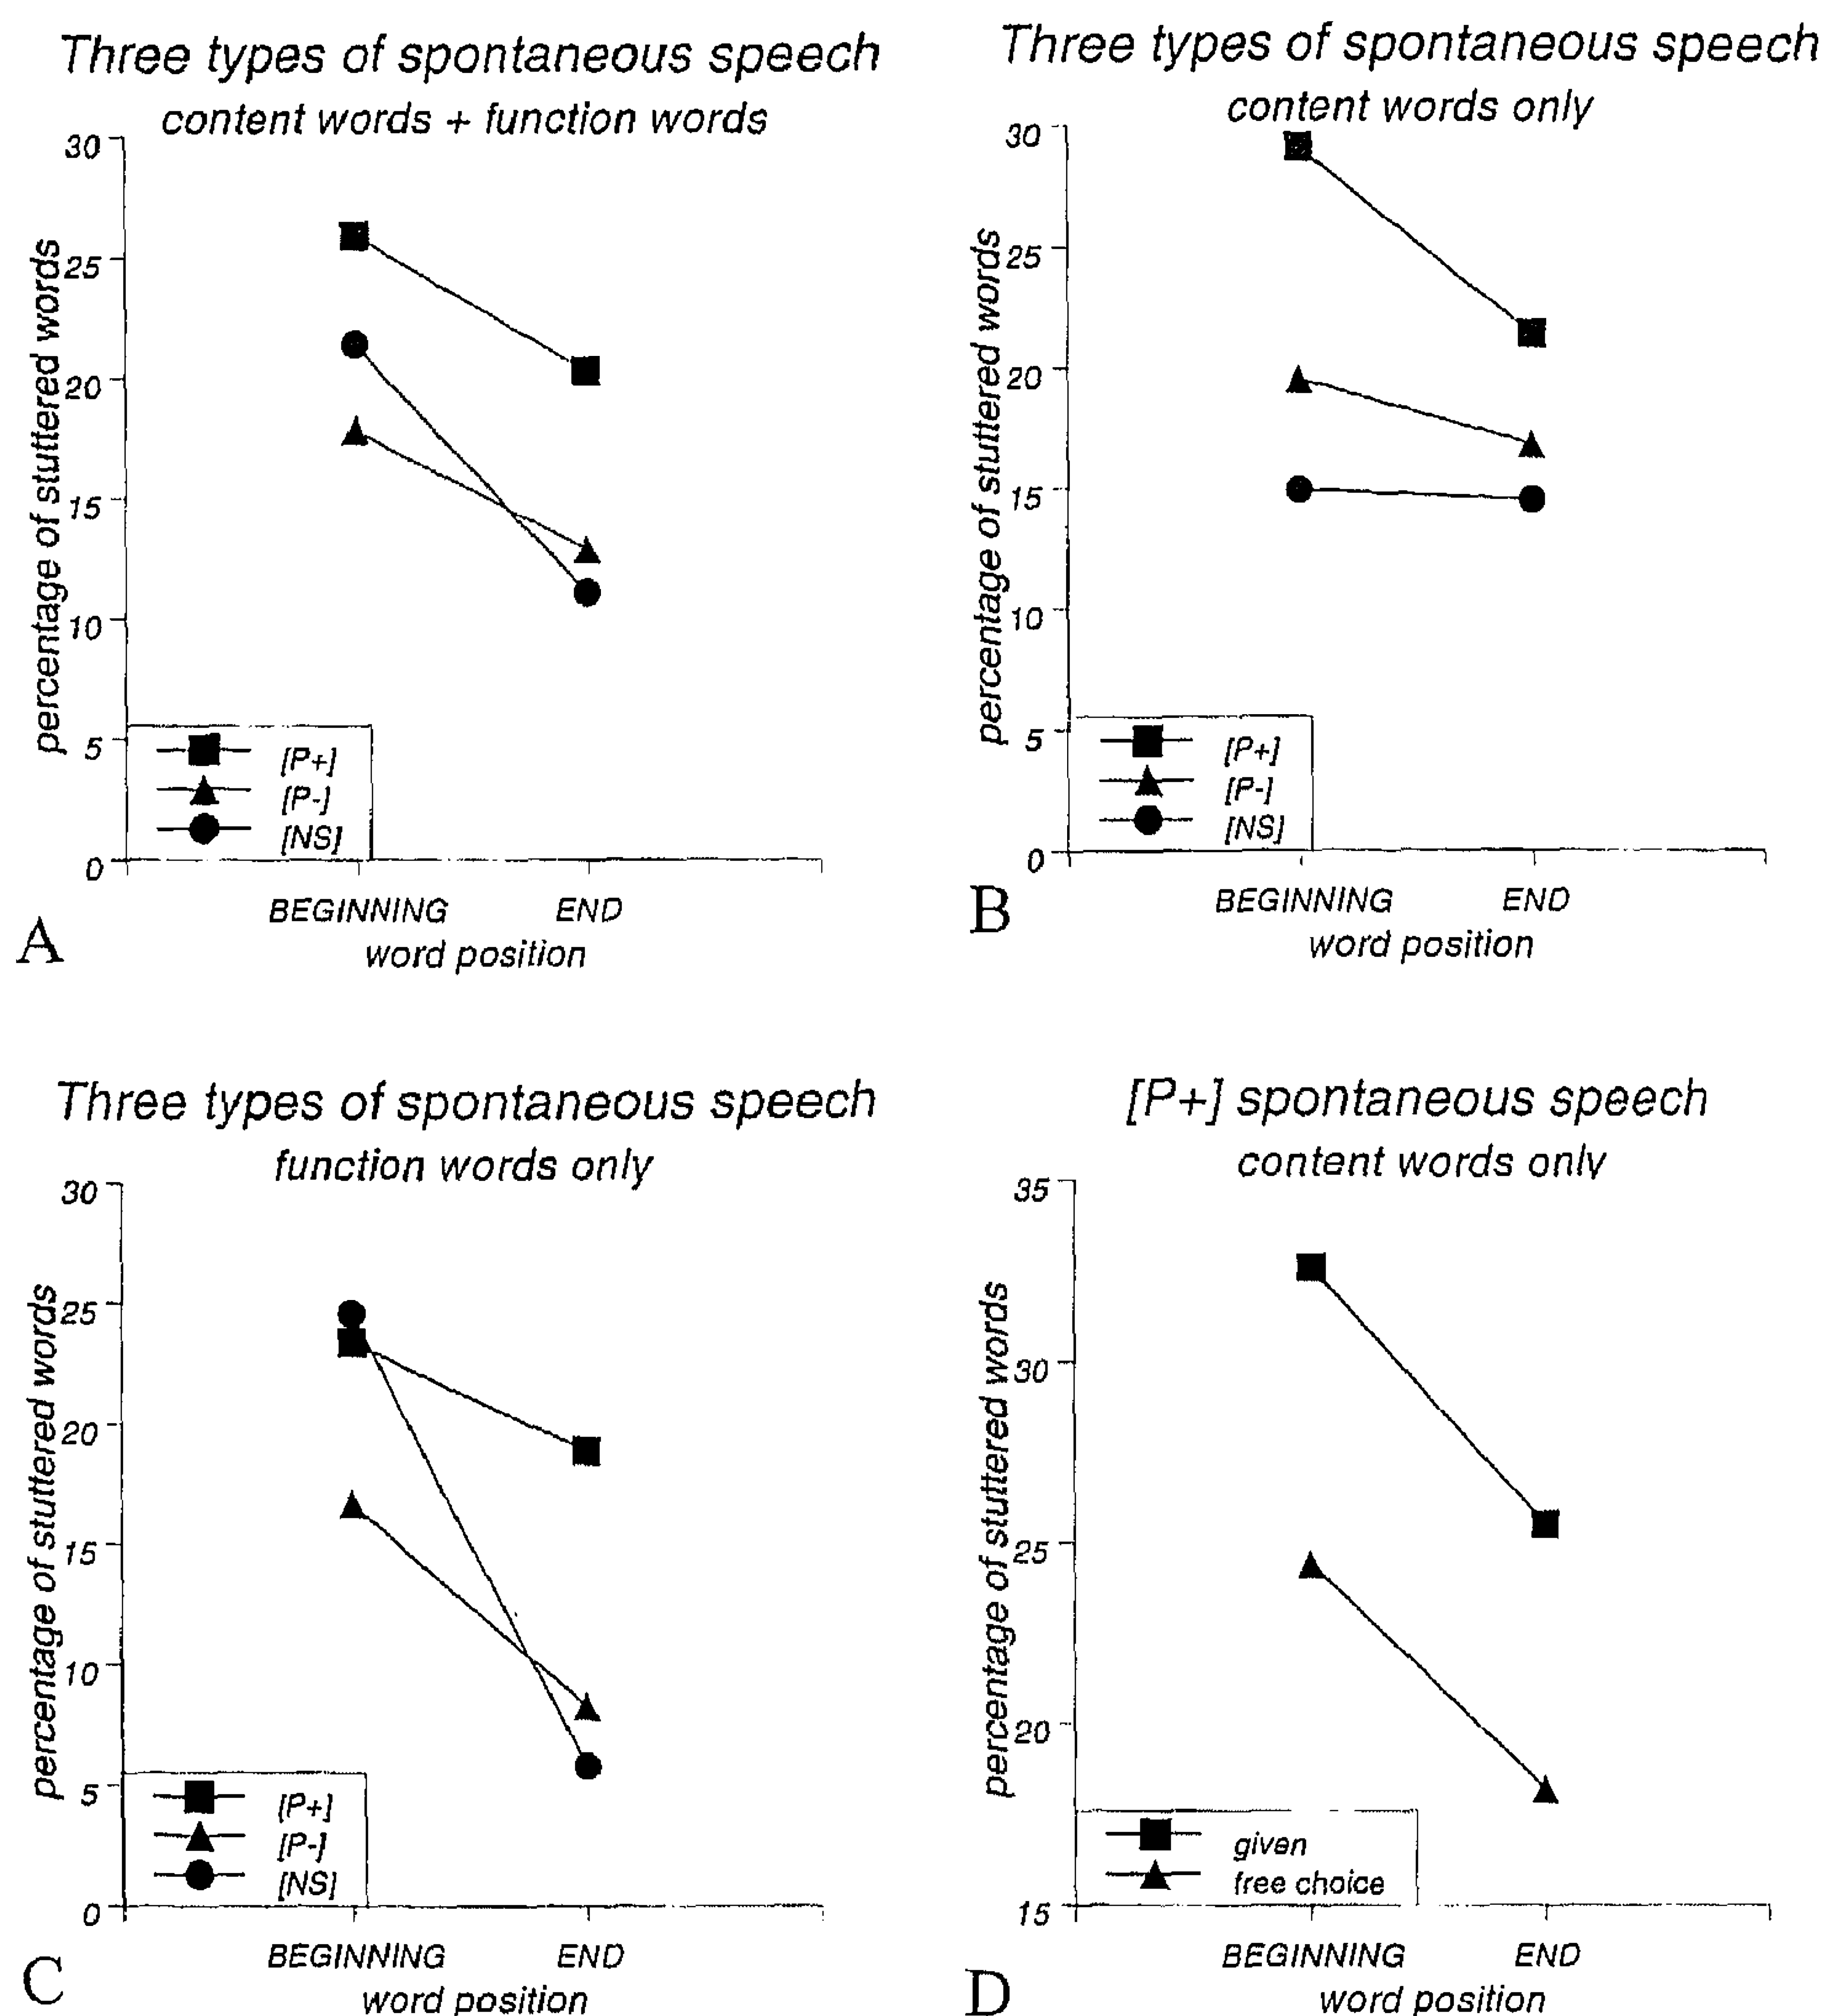 Three types of spontaneous speech
content words + function words
30
25
20
15
10
5
0
percentage of stuttered words
[P+]
[P-]
[NS]
BEGINNING END
word position
A
Three types of spontaneous speech
content words only
30
25
20
15
10
5
0
percentage of stuttered words
[P+]
[P-]
[NS]
BEGINNING END
word position
B
Three types of spontaneous speech
function words only
30
25
20
15
10
5
0
percentage of stuttered words
[P+]
[P-]
[NS]
BEGINNING END
word position
C
[P+] spontaneous speech
content words only
35
30
25
20
15
percentage of stuttered words
given
free choice
BEGINNING END
word position
D